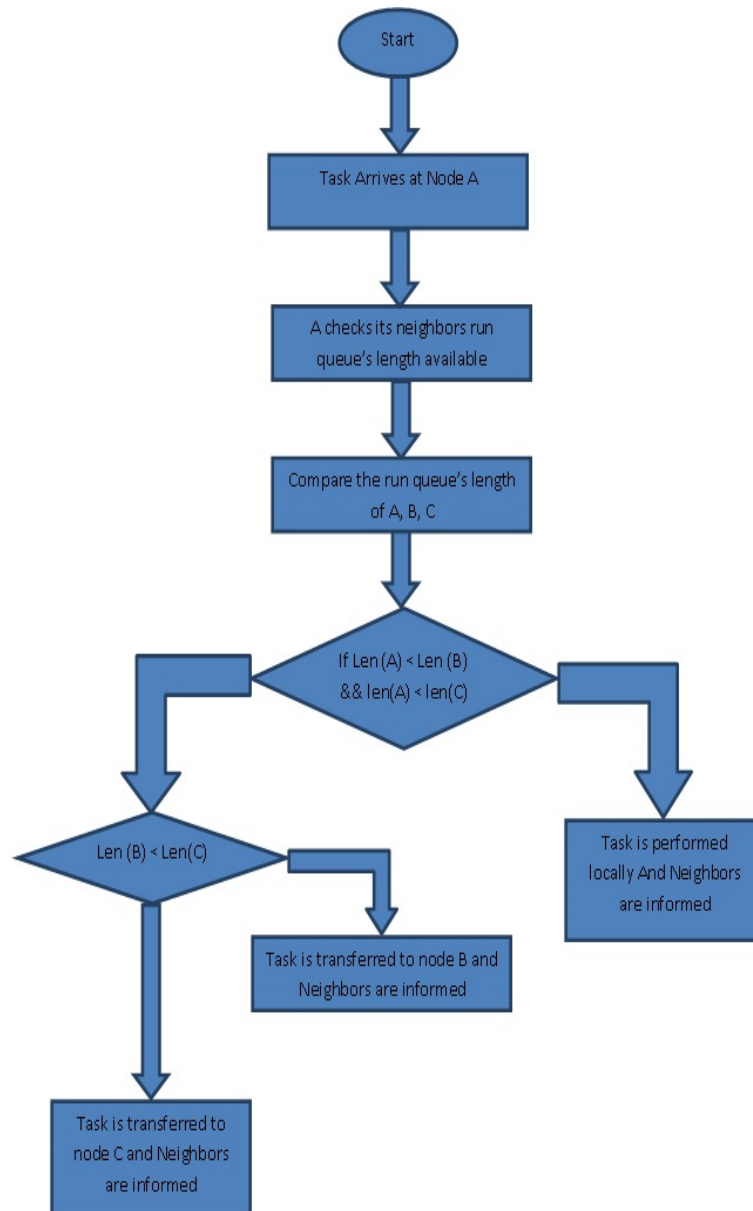 Start
Task Arrives at Node A
A checks its neighbors run
queue's length available
Compare the run queue's length
of A, B, C
If Len (A) < Len (B)
&& len(A) < len(C)
Len (B) < Len(C)
Task is performed
locally And Neighbors
are informed
Task is transferred to node B and
Neighbors are informed
Task is transferred to
node C and Neighbors
are informed